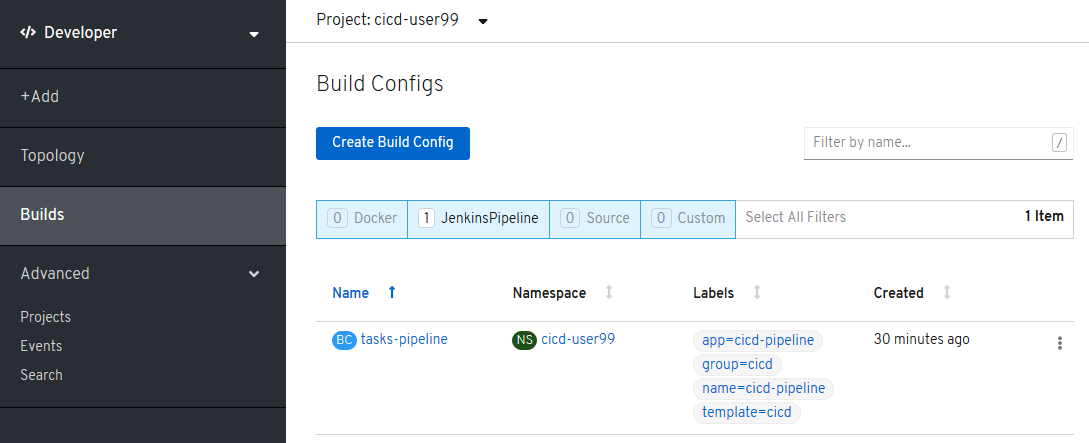 </> Developer
+Add
Topology
Builds
Advanced
Projects
Events
Search
Project: cicd-user99
Build Configs
Create Build Config
Filter by name...
/
0 Docker 1 JenkinsPipeline 0 Source 0 Custom Select All Filters 1 Item
Name Namespace Labels Created
BC tasks-pipeline NS cicd-user99 app=cicd-pipeline 30 minutes ago
group=cicd
name=cicd-pipeline
template=cicd